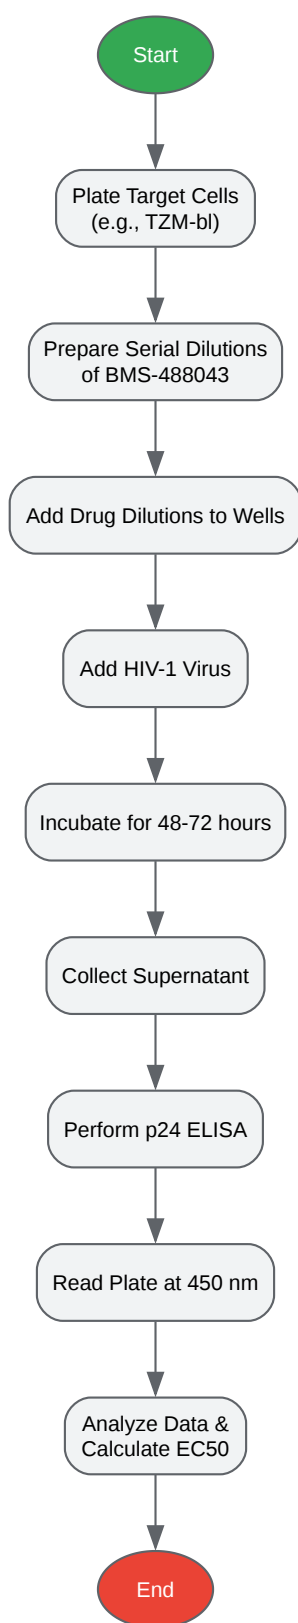 Start
Plate Target Cells
(e.g., TZM-bl)
Prepare Serial Dilutions
of BMS-488043
Add Drug Dilutions to Wells
Add HIV-1 Virus
Incubate for 48-72 hours
Collect Supernatant
Perform p24 ELISA
Read Plate at 450 nm
Analyze Data &
Calculate EC50
End